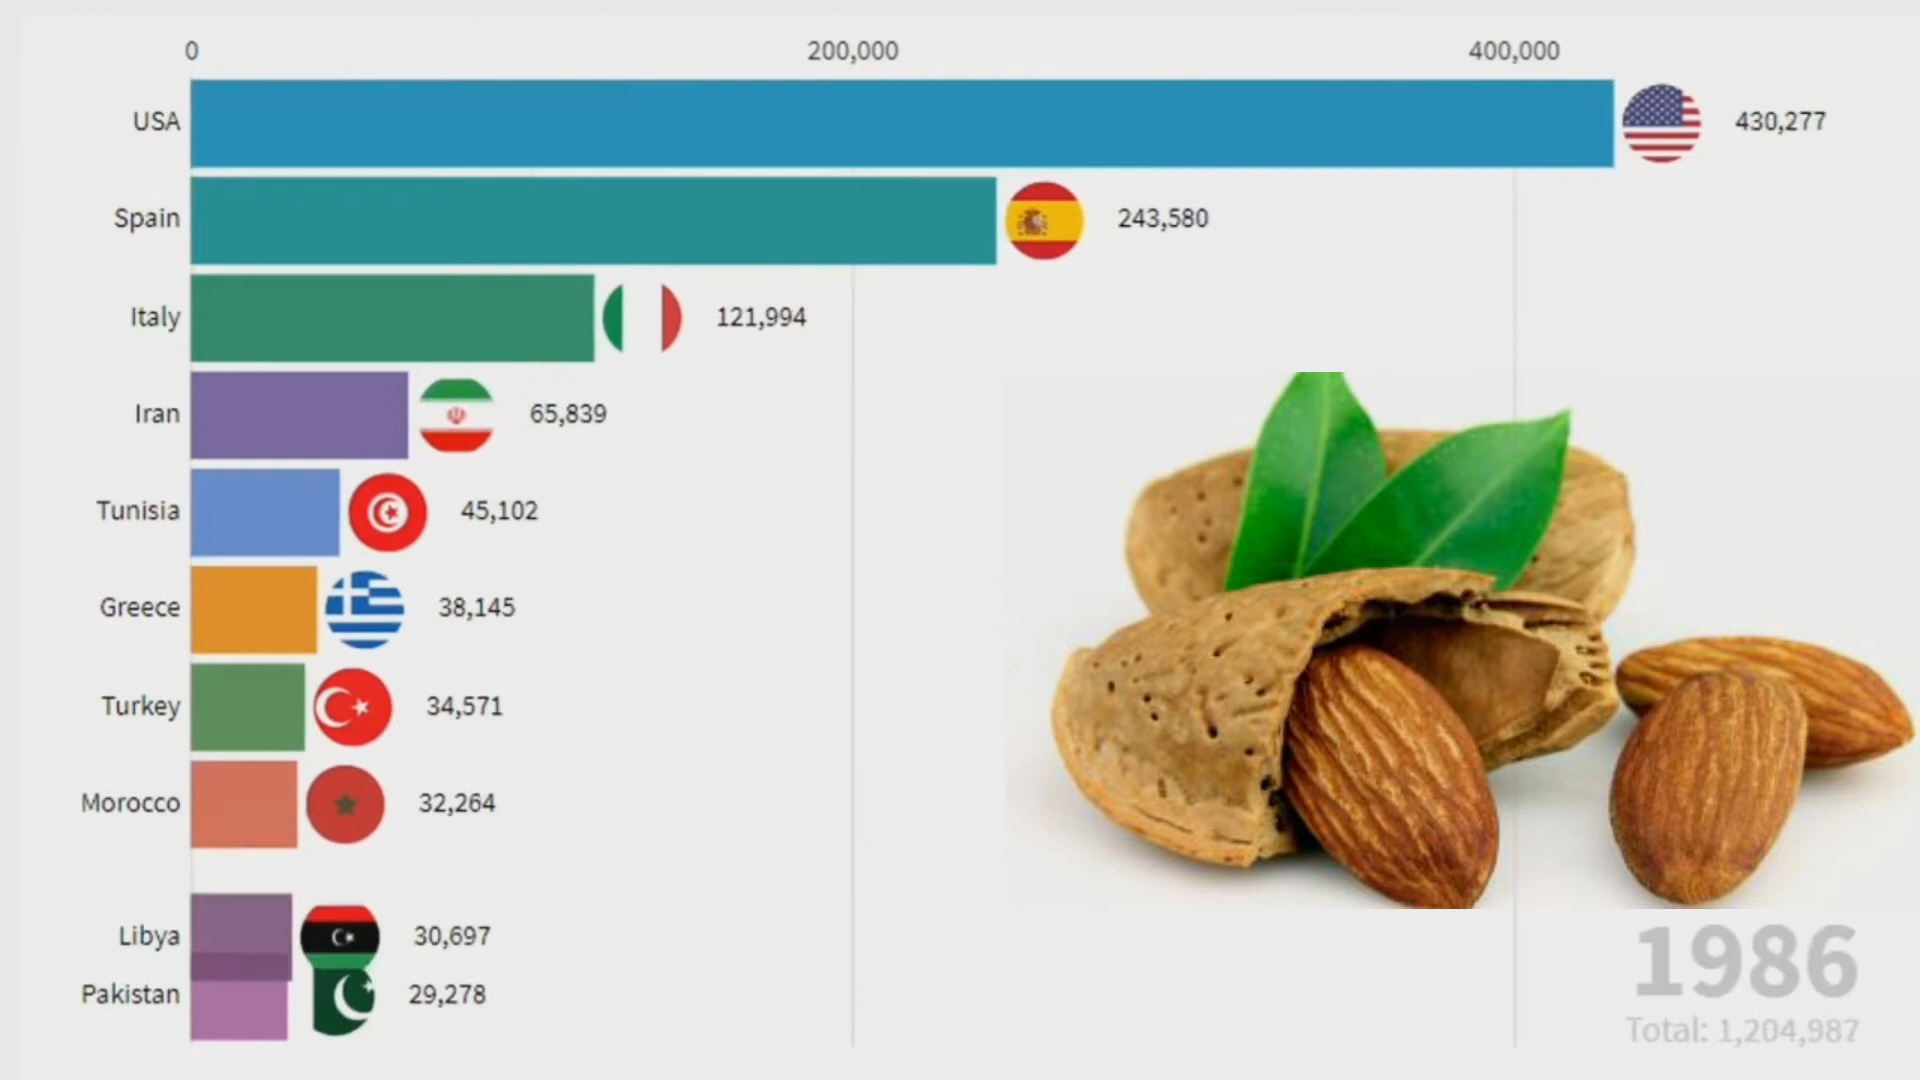 0 200,000 400,000
USA 430,277
Spain 243,580
Italy 121,994
Iran 65,839
Tunisia 45,102
Greece 38,145
Turkey 34,571
Morocco 32,264
Libya 30,697
Pakistan 29,278
1986
Total: 1,204,987